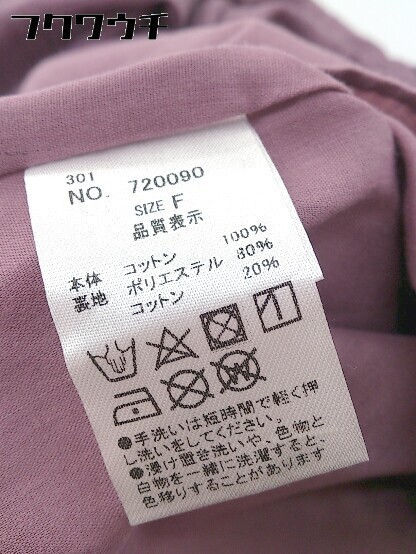 フクウウチ
301
NO. 720090
SIZE F
品質表示
本体 コットン 100%
裏地 ポリエステル 80%
コットン 20%
●手洗いは短時間で軽く押
し洗いをしてください。
●浸け置き洗いや、色物と
白物を一緒に洗濯すると、
色移りすることがあります